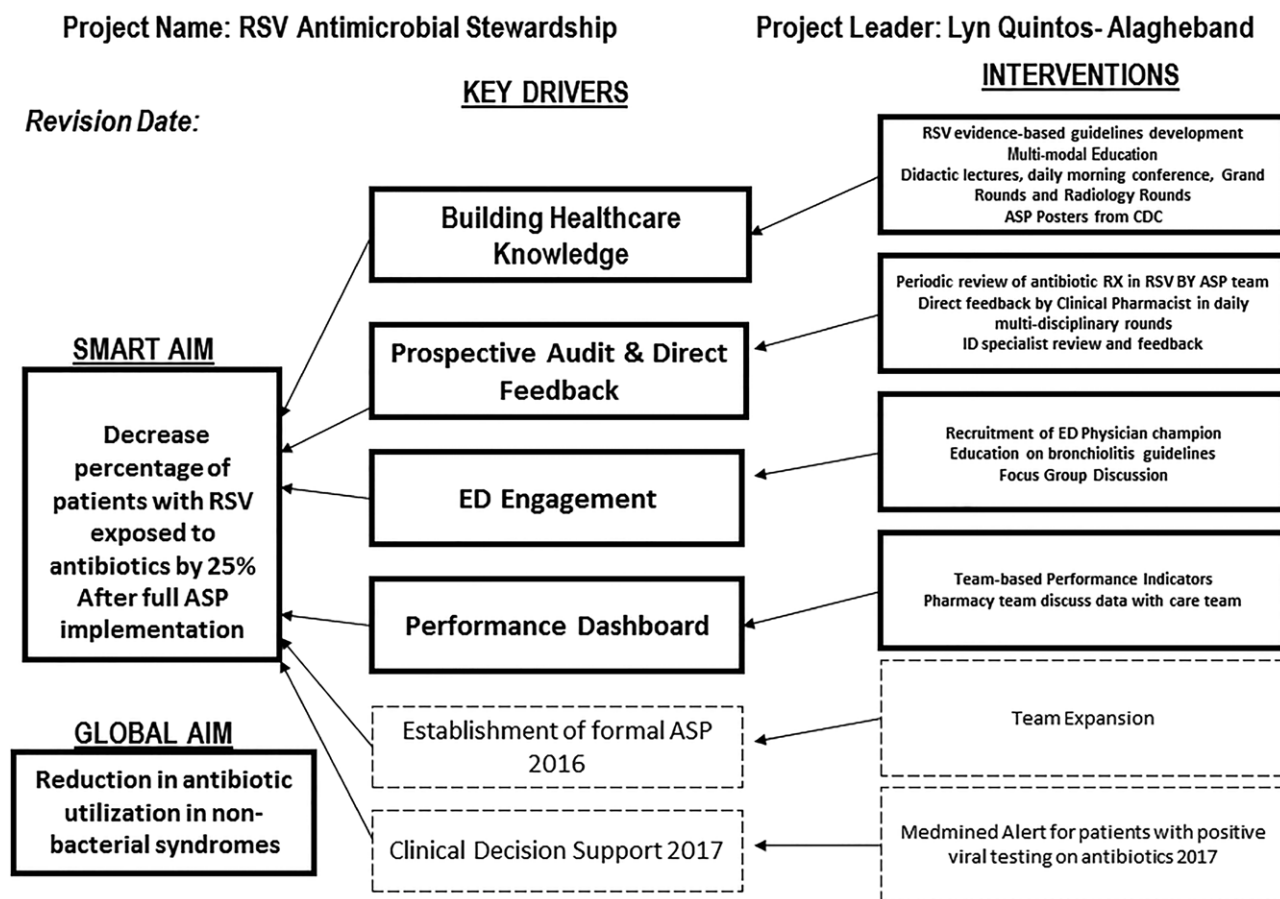 Project Name: RSV Antimicrobial Stewardship
Project Leader: Lyn Quintos- Alagheband
Revision Date:
SMART AIM
Decrease
percentage of
patients with RSV
exposed to
antibiotics by 25%
After full ASP
implementation
GLOBAL AIM
Reduction in antibiotic
utilization in non-
bacterial syndromes
KEY DRIVERS
Building Healthcare
Knowledge
Prospective Audit & Direct
Feedback
ED Engagement
Performance Dashboard
Establishment of formal ASP
2016
Clinical Decision Support 2017
INTERVENTIONS
RSV evidence-based guidelines development
Multi-modal Education
Didactic lectures, daily morning conference, Grand
Rounds and Radiology Rounds
ASP Posters from CDC
Periodic review of antibiotic RX in RSV BY ASP team
Direct feedback by Clinical Pharmacist in daily
multi-disciplinary rounds
ID specialist review and feedback
Recruitment of ED Physician champion
Education on bronchiolitis guidelines
Focus Group Discussion
Team-based Performance Indicators
Pharmacy team discuss data with care team
Team Expansion
Medmined Alert for patients with positive
viral testing on antibiotics 2017